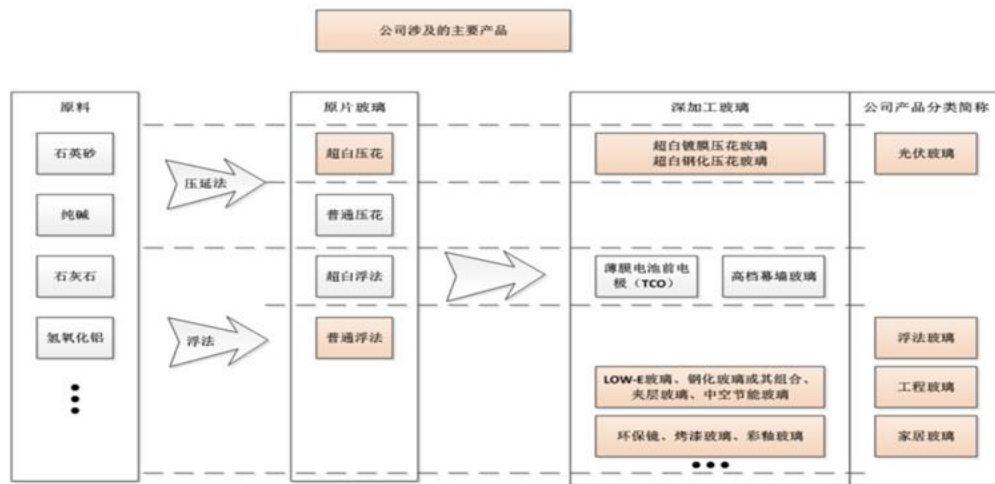 公司涉及的主要产品
原料
原片玻璃
深加工玻璃
公司产品分类简称
石英砂
纯碱
石灰石
氢氧化铝
压延法
浮法
超白压花
普通压花
超白浮法
普通浮法
超白镀膜压花玻璃
超白钢化压花玻璃
薄膜电池前电
极（TCO）
高档幕墙玻璃
LOW-E玻璃、钢化玻璃或其组合、
夹层玻璃、中空节能玻璃
环保镜、烤漆玻璃、彩釉玻璃
光伏玻璃
浮法玻璃
工程玻璃
家居玻璃